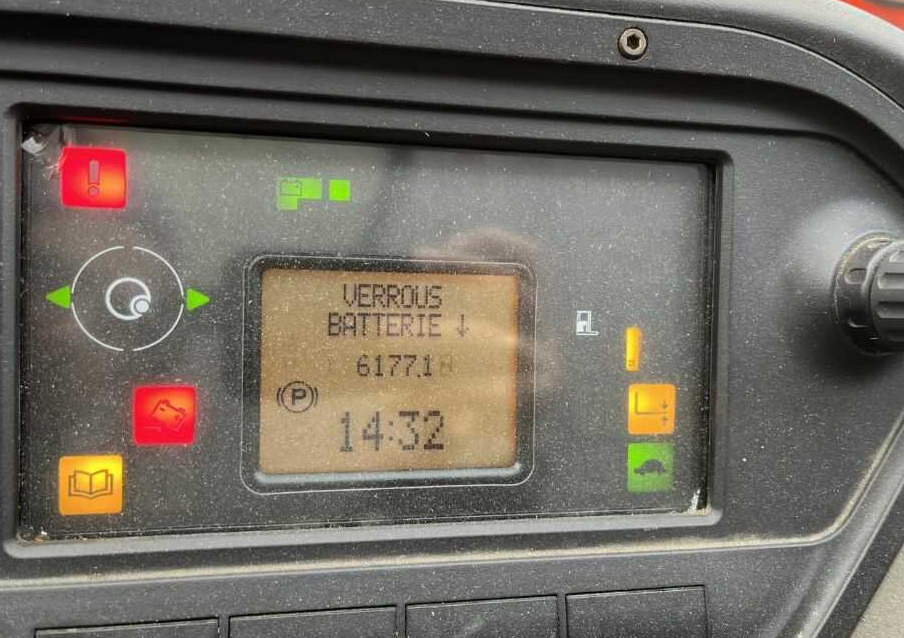 VERROUS
BATTERIE ↓
6177.1
P
14:32